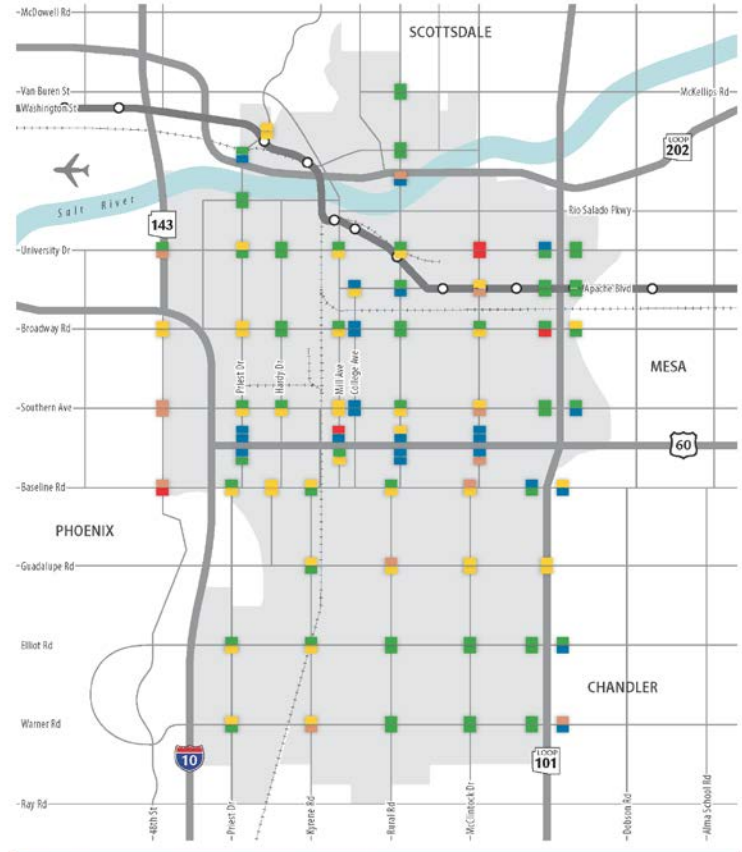 McDowell Rd
SCOTTSDALE
Van Buren St
McKellips Rd
Washington St
LOOP
202
Salt River
143
Rio Salado Pkwy
University Dr
Apache Blvd
Broadway Rd
Priest Dr
Hardy Dr
Mill Ave
College Ave
MESA
Southern Ave
60
Baseline Rd
PHOENIX
Guadalupe Rd
Elliot Rd
CHANDLER
Warner Rd
10
LOOP
101
Ray Rd
48th St
Priest Dr
Kyrene Rd
Rural Rd
McClintock Dr
Dobson Rd
Alma School Rd